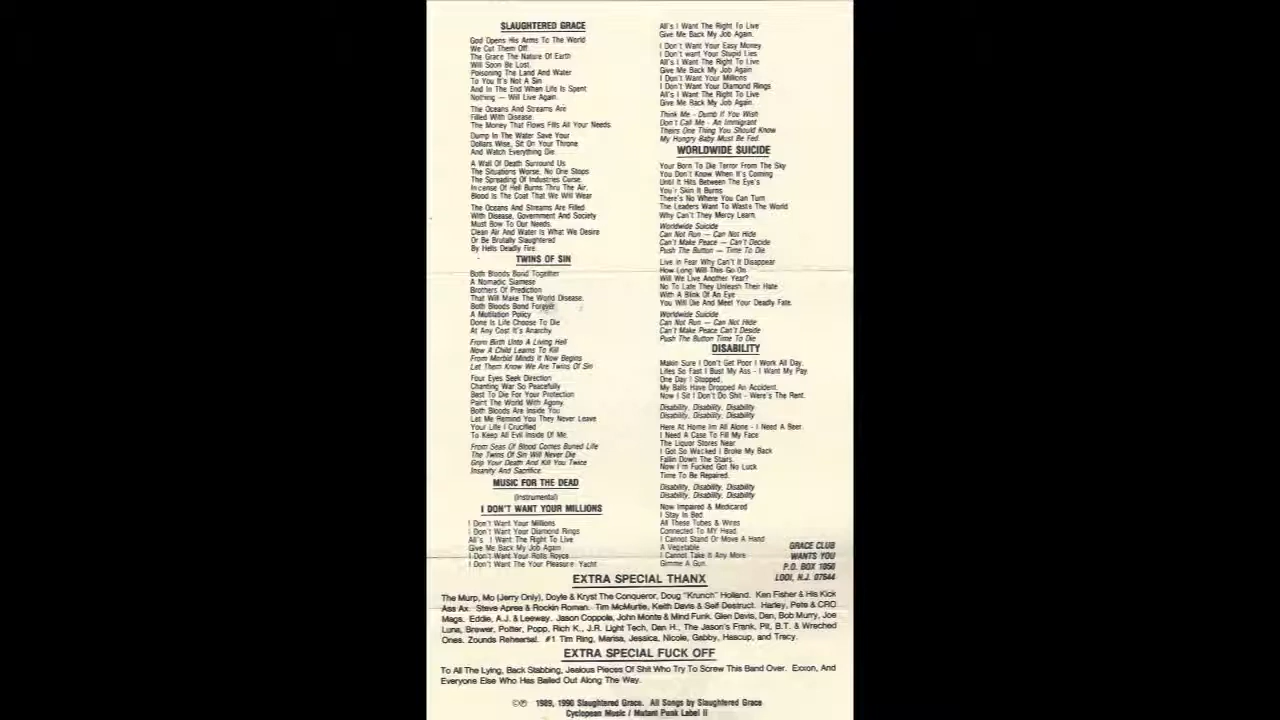 SLAUGHTERED GRACE
God Opens His Arms To The World
We Cut Them Off.
The Grace The Nature Of Earth
Will Soon Be Lost.
Poisoning The Land And Water
To You It's Not A Sin
And In The End When Life Is Spent
Nothing — Will Live Again.
The Oceans And Streams Are
Filled With Disease.
The Money That Flows Fills All Your Needs.
Dump In The Water Save Your
Dollars Wise, Sit On Your Throne
And Watch Everything Die.
A Wall Of Death Surround Us
The Situations Worse, No One Stops
The Spreading Of Industries Curse.
Incense Of Hell Burns Thru The Air,
Blood Is The Coat That We Will Wear
The Oceans And Streams Are Filled
With Disease, Government And Society
Must Bow To Our Needs.
Clean Air And Water Is What We Desire
Or Be Brutally Slaughtered
By Hells Deadly Fire.
TWINS OF SIN
Both Bloods Bond Together
A Nomadic Siamese
Brothers Of Prediction
That Will Make The World Disease.
Both Bloods Bond Forever
A Mutilation Policy
Done Is Life Choose To Die
At Any Cost It's Anarchy.
From Birth Unto A Living Hell
Now A Child Learns To Kill
From Morbid Minds It Now Begins
Let Them Know We Are Twins Of Sin
Four Eyes Seek Direction
Chanting War So Peacefully
Best To Die For Your Protection
Paint The World With Agony.
Both Bloods Are Inside You
Let Me Remind You They Never Leave
Your Life I Crucified
To Keep All Evil Inside Of Me.
From Seas Of Blood Comes Buried Life
The Twins Of Sin Will Never Die
Grip Your Death And Kill You Twice
Insanity And Sacrifice.
MUSIC FOR THE DEAD
(Instrumental)
I DON'T WANT YOUR MILLIONS
I Don't Want Your Millions
I Don't Want Your Diamond Rings
All's I Want The Right To Live
Give Me Back My Job Again
I Don't Want Your Rolls Royce
I Don't Want The Your Pleasure Yacht
All's I Want The Right To Live
Give Me Back My Job Again.
I Don't Want Your Easy Money
I Don't want Your Stupid Lies
All's I Want The Right To Live
Give Me Back My Job Again
I Don't Want Your Millions
I Don't Want Your Diamond Rings
All's I Want The Right To Live
Give Me Back My Job Again.
Think Me - Dumb If You Wish
Don't Call Me - An Immigrant
Theirs One Thing You Should Know
My Hungry Baby Must Be Fed.
WORLDWIDE SUICIDE
Your Born To Die Terror From The Sky
You Don't Know When It's Coming
Until It Hits Between The Eye's
You'r Skin It Burns
There's No Where You Can Turn
The Leaders Want To Waste The World
Why Can't They Mercy Learn.
Worldwide Suicide
Can Not Run — Can Not Hide
Can't Make Peace — Can't Decide
Push The Button — Time To Die
Live in Fear Why Can't It Disappear
How Long Will This Go On
Will We Live Another Year?
No To Late They Unleash Their Hate
With A Blink Of An Eye
You Will Die And Meet Your Deadly Fate.
Worldwide Suicide
Can Not Run — Can Not Hide
Can't Make Peace Can't Decide
Push The Button Time To Die
DISABILITY
Makin Sure I Don't Get Poor I Work All Day.
Lifes So Fast I Bust My Ass - I Want My Pay.
One Day I Stopped,
My Balls Have Dropped An Accident.
Now I Sit I Don't Do Shit - Were's The Rent.
Disability, Disability, Disability
Disability, Disability, Disability
Here At Home Im All Alone - I Need A Beer.
I Need A Case To Fill My Face
The Liquor Stores Near
I Got So Wacked I Broke My Back
Fallin Down The Stairs.
Now I'm Fucked Got No Luck
Time To Be Repaired.
Disability, Disability, Disability
Disability, Disability, Disability
Now Impaired & Medicared
I Stay In Bed.
All These Tubes & Wires
Connected To MY Head.
I Cannot Stand Or Move A Hand
A Vegetable
I Cannot Take It Any More
Gimme A Gun.
GRACE CLUB
WANTS YOU
P.O. BOX 1050
LODI, N.J. 07644
EXTRA SPECIAL THANX
The Murp, Mo (Jerry Only), Doyle & Kryst The Conqueror, Doug "Krunch" Holland. Ken Fisher & His Kick
Ass Ax. Steve Aprea & Rockin Roman. Tim McMurtie, Keith Davis & Self Destruct. Harley, Pete & CRO
Mags. Eddie, A.J. & Leeway. Jason Coppola, John Monte & Mind Funk. Glen Davis, Dan, Bob Murry, Joe
Luna, Brewer, Potter, Popp, Rich K., J.R. Light Tech, Dan H., The Jason's Frank, Pit, B.T. & Wreched
Ones. Zounds Rehearsal. #1 Tim Ring, Marisa, Jessica, Nicole, Gabby, Hascup, and Tracy.
EXTRA SPECIAL FUCK OFF
To All The Lying, Back Stabbing, Jealous Pieces Of Shit Who Try To Screw This Band Over. Exxon, And
Everyone Else Who Has Bailed Out Along The Way.
©℗ 1989, 1990 Slaughtered Grace. All Songs by Slaughtered Grace
Cyclopean Music / Mutant Punk Label II